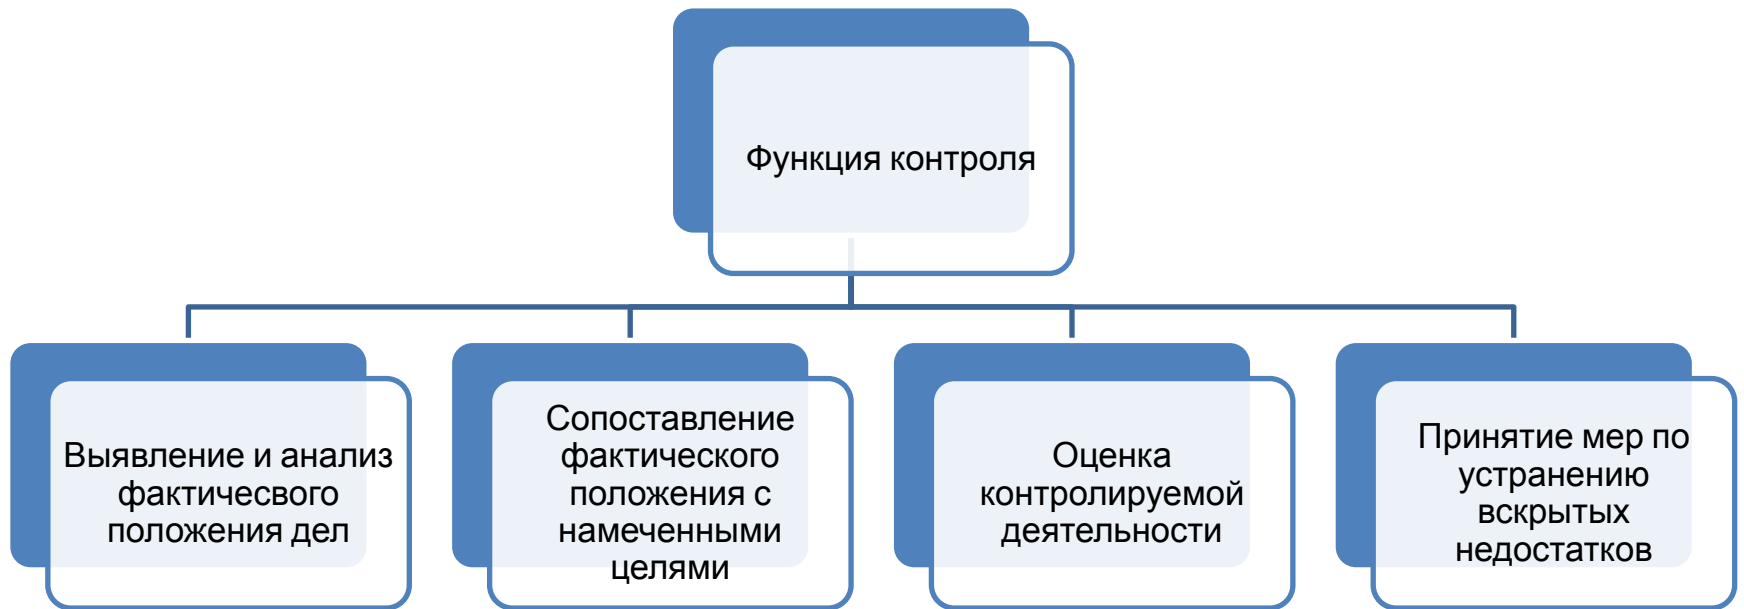 Функция контроля
Выявление и анализ
фактичесвого
положения дел
Сопоставление
фактического
положения с
намеченными
целями
Оценка
контролируемой
деятельности
Принятие мер по
устранению
вскрытых
недостатков